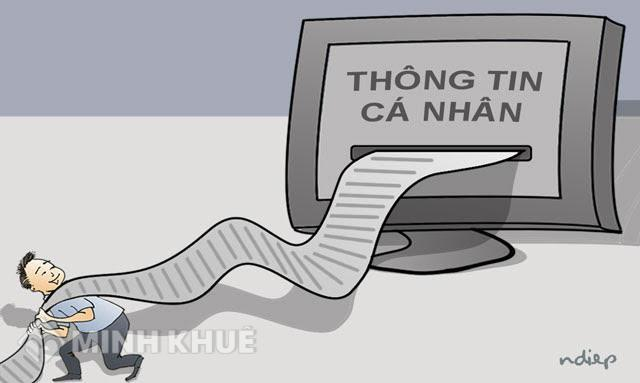 THÔNG TIN
CÁ NHÂN
MINH KHUÊ
ndiep